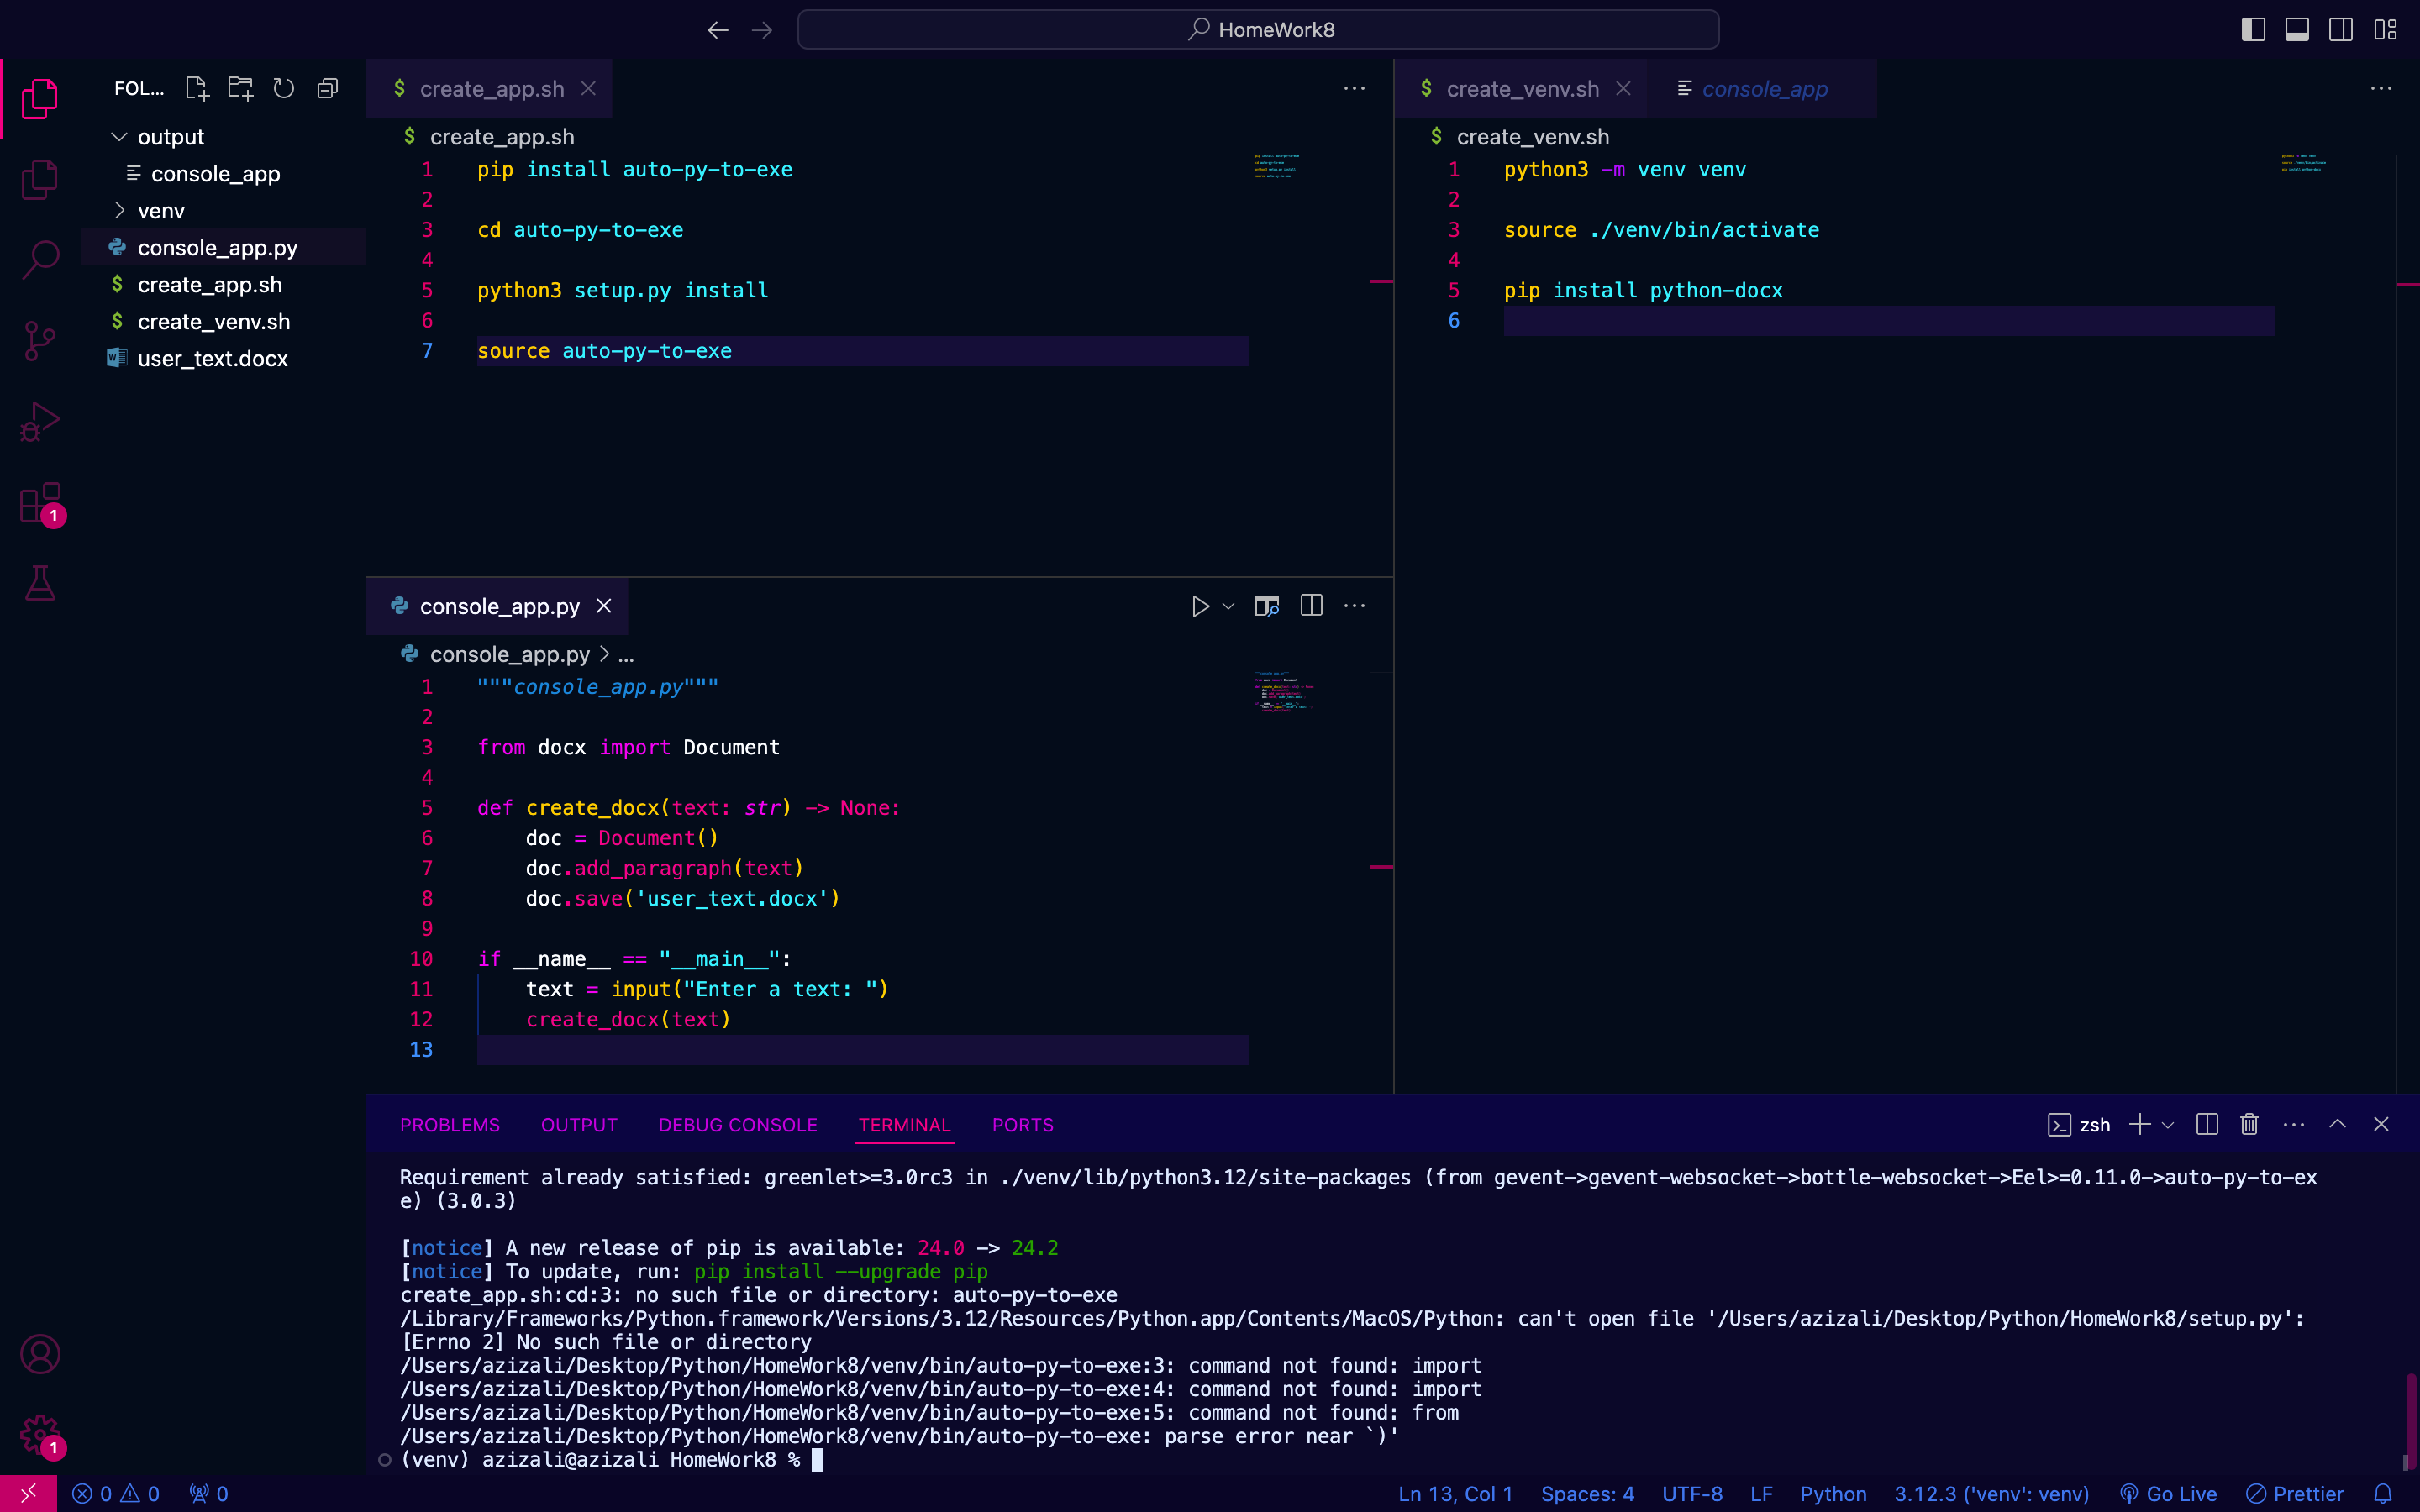 HomeWork8
FOL...
output
console_app
venv
console_app.py
create_app.sh
create_venv.sh
user_text.docx
1
1
create_app.sh
create_app.sh
1 pip install auto-py-to-exe
2
3 cd auto-py-to-exe
4
5 python3 setup.py install
6
7 source auto-py-to-exe
create_venv.sh console_app
create_venv.sh
1 python3 -m venv venv
2
3 source ./venv/bin/activate
4
5 pip install python-docx
6
console_app.py
console_app.py > ...
1 """console_app.py"""
2
3 from docx import Document
4
5 def create_docx(text: str) -> None:
6 doc = Document()
7 doc.add_paragraph(text)
8 doc.save('user_text.docx')
9
10 if __name__ == "__main__":
11 text = input("Enter a text: ")
12 create_docx(text)
13
PROBLEMS OUTPUT DEBUG CONSOLE TERMINAL PORTS
zsh
Requirement already satisfied: greenlet>=3.0rc3 in ./venv/lib/python3.12/site-packages (from gevent->gevent-websocket->bottle-websocket->Eel>=0.11.0->auto-py-to-ex
e) (3.0.3)
[notice] A new release of pip is available: 24.0 -> 24.2
[notice] To update, run: pip install --upgrade pip
create_app.sh:cd:3: no such file or directory: auto-py-to-exe
/Library/Frameworks/Python.framework/Versions/3.12/Resources/Python.app/Contents/MacOS/Python: can't open file '/Users/azizali/Desktop/Python/HomeWork8/setup.py':
[Errno 2] No such file or directory
/Users/azizali/Desktop/Python/HomeWork8/venv/bin/auto-py-to-exe:3: command not found: import
/Users/azizali/Desktop/Python/HomeWork8/venv/bin/auto-py-to-exe:4: command not found: import
/Users/azizali/Desktop/Python/HomeWork8/venv/bin/auto-py-to-exe:5: command not found: from
/Users/azizali/Desktop/Python/HomeWork8/venv/bin/auto-py-to-exe: parse error near `)'
(venv) azizali@azizali HomeWork8 %
0 0 0 Ln 13, Col 1 Spaces: 4 UTF-8 LF Python 3.12.3 ('venv': venv) Go Live Prettier